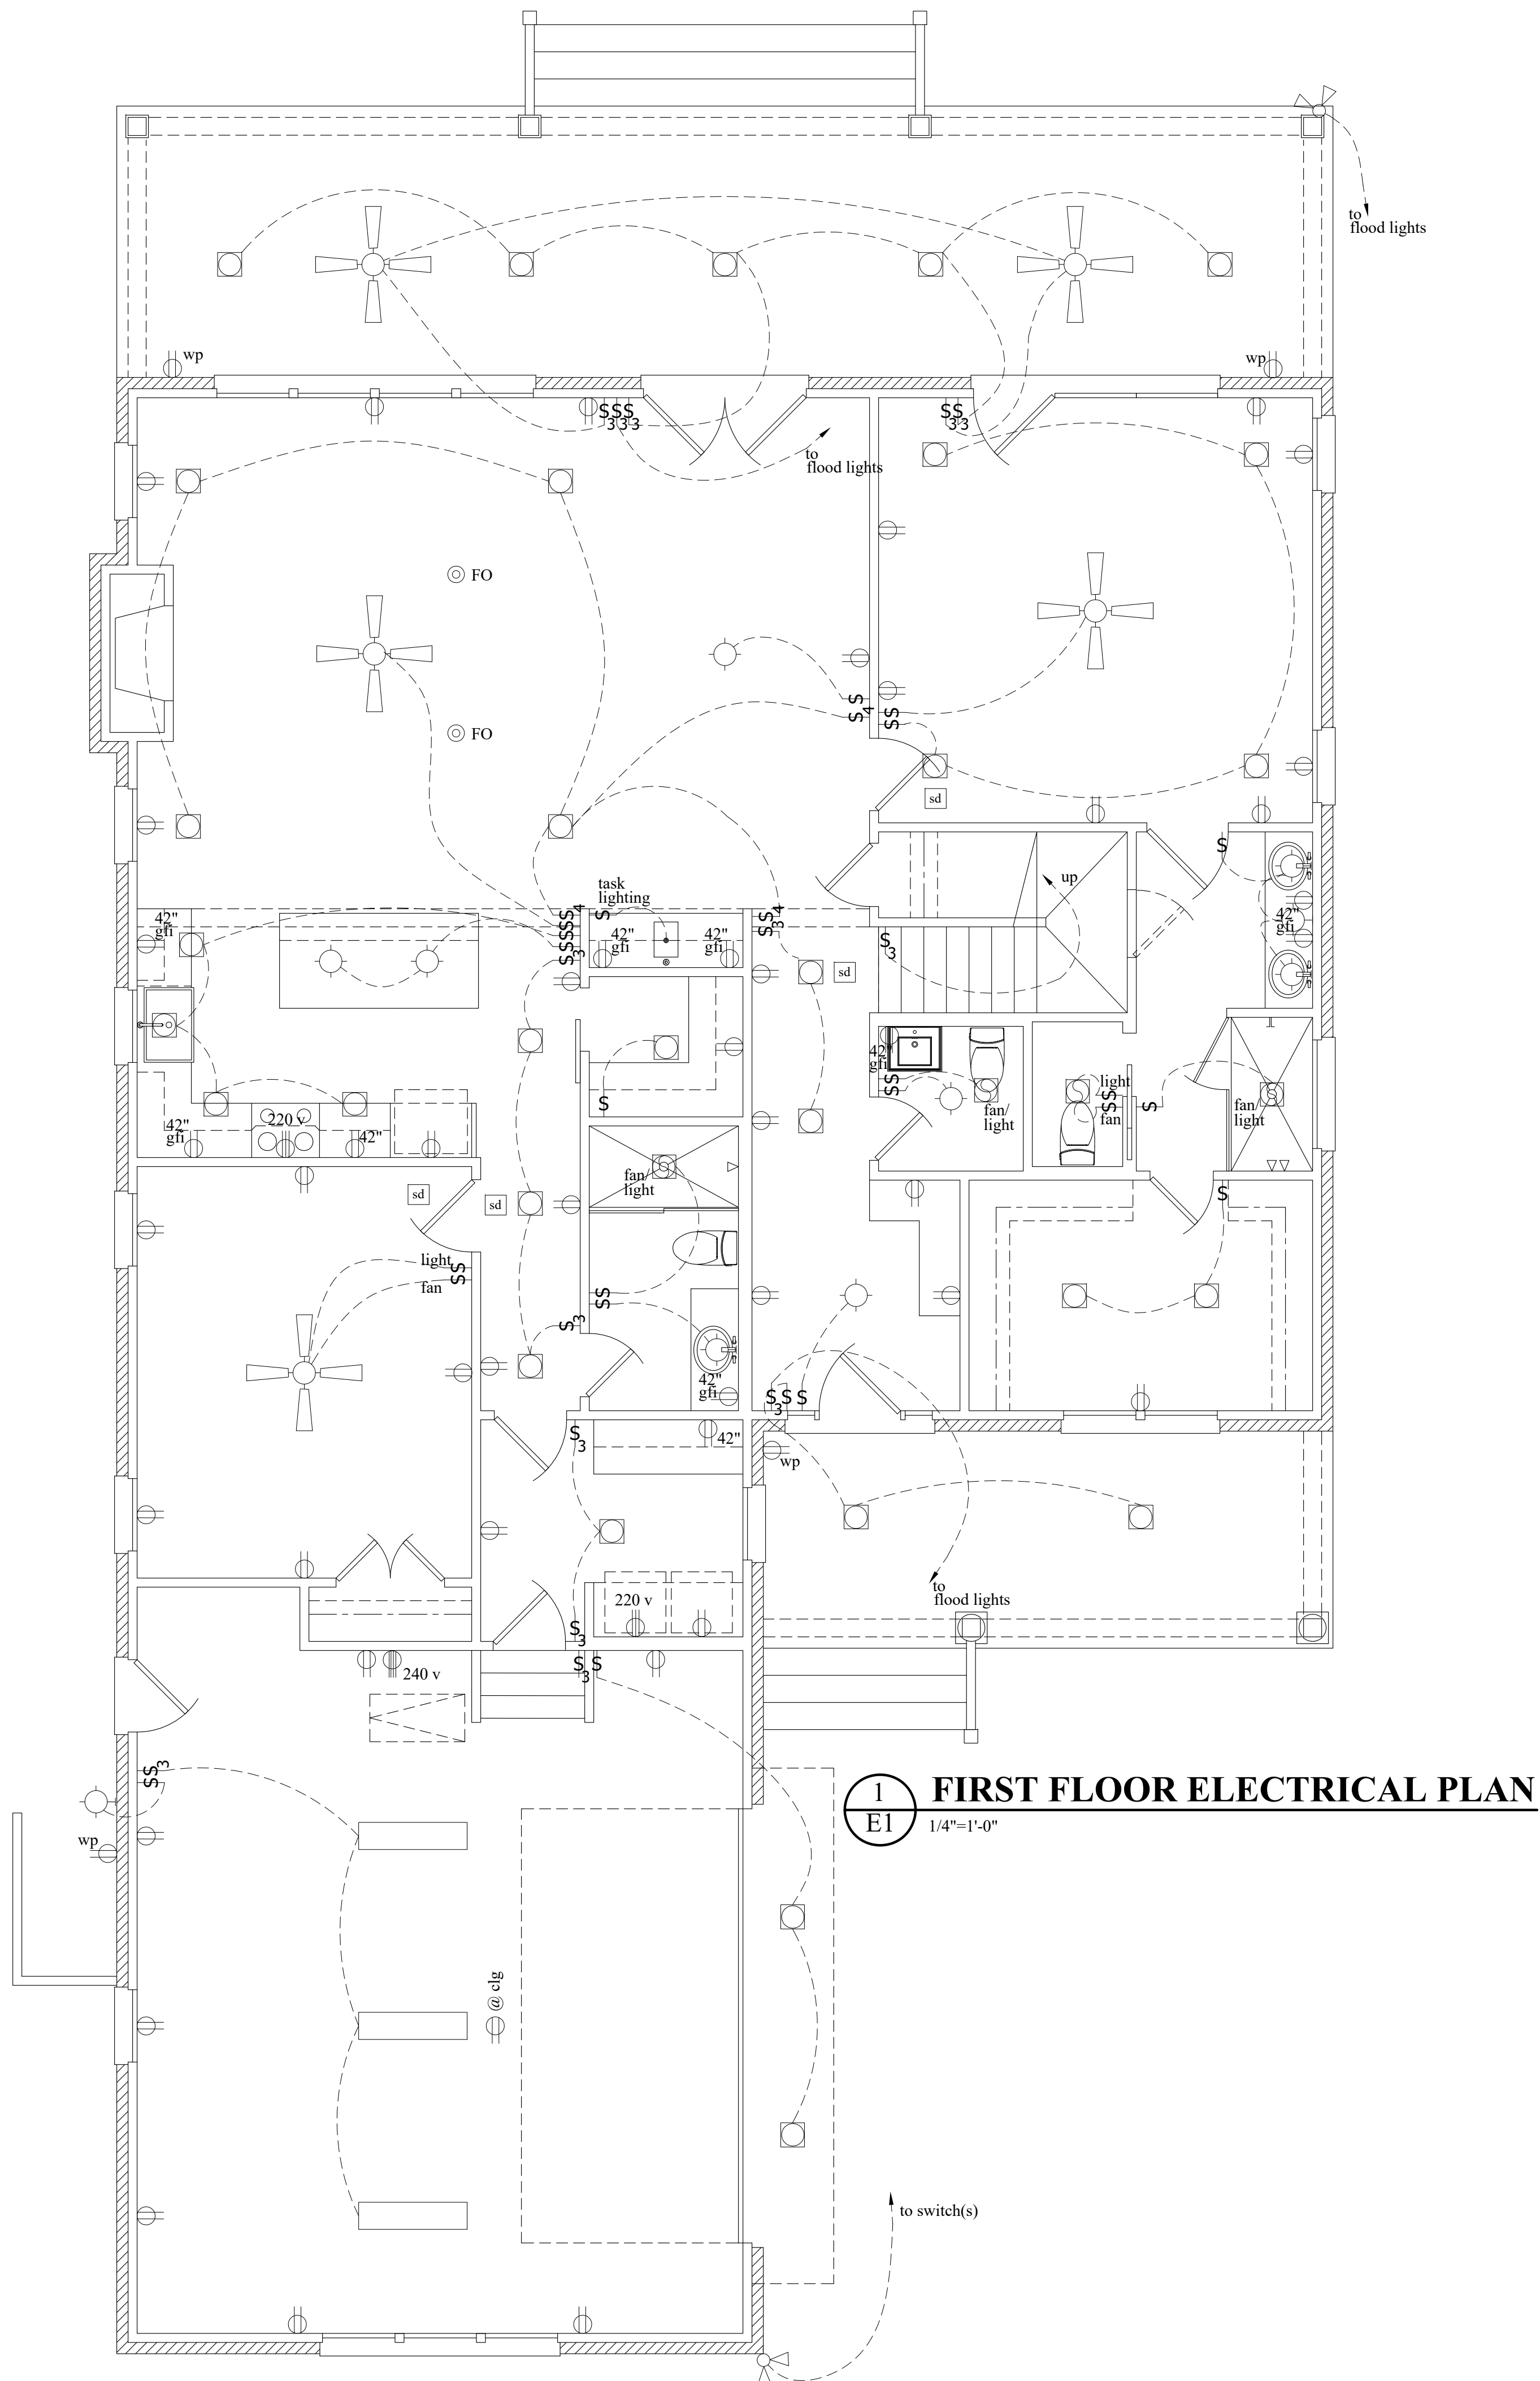 to
flood lights
wp
wp
$3$3$3
$3$3
to
flood lights
FO
FO
$
$4
$$
sd
$
up
task
lighting
42"
gfi
$$4
$$
$$
$3
$
42"
gfi
42"
gfi
$$4
$3
$3
42"
gfi
sd
42"
gfi
$$
fan/
light
light
$$
fan
$
fan/
light
$
42"
gfi
220 v
42"
sd
sd
fan/
light
$
light
$$
fan
$$
$3
42"
gfi
$3$$
$3
42"
wp
to
flood lights
220 v
$3
$3$
240 v
$$3
wp
1
E1
FIRST FLOOR ELECTRICAL PLAN
1/4"=1'-0"
@ clg
to switch(s)